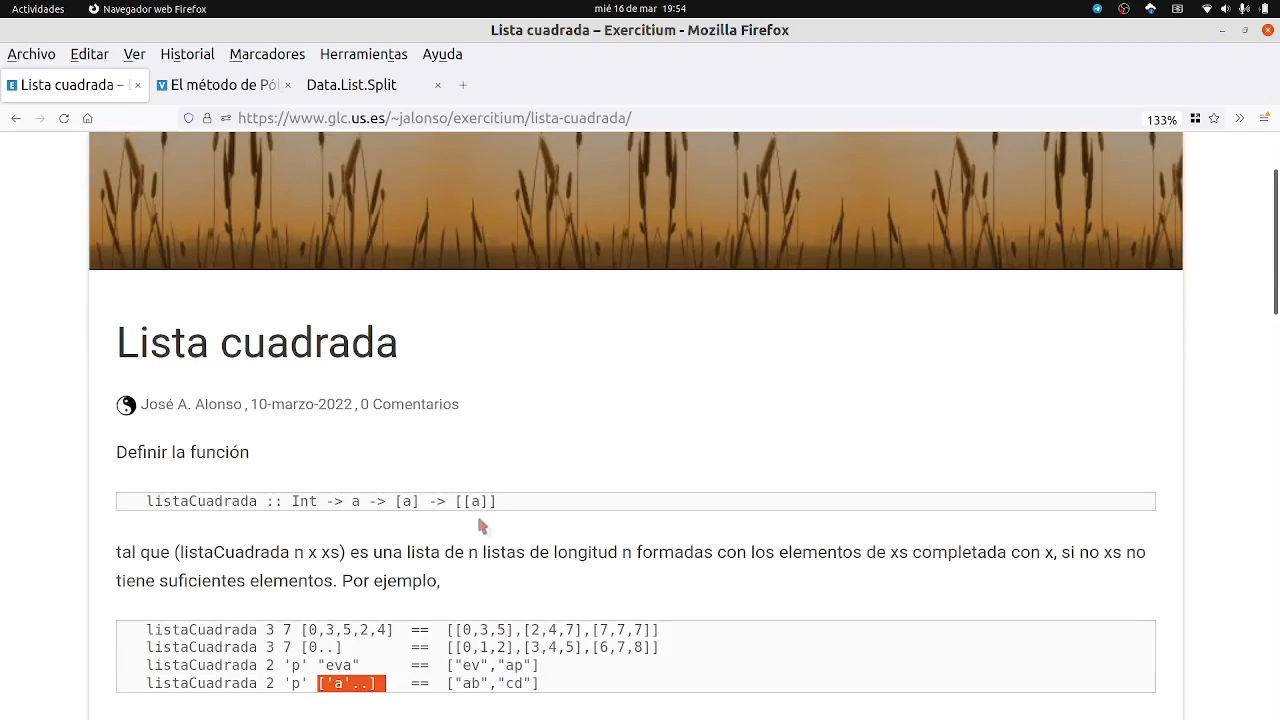 Actividades Navegador web Firefox mié 16 de mar 19:54
Lista cuadrada – Exercitium - Mozilla Firefox
Archivo Editar Ver Historial Marcadores Herramientas Ayuda
Lista cuadrada – El método de Pól Data.List.Split
https://www.glc.us.es/~jalonso/exercitium/lista-cuadrada/ 133%
Lista cuadrada
José A. Alonso , 10-marzo-2022 , 0 Comentarios
Definir la función
listaCuadrada :: Int -> a -> [a] -> [[a]]
tal que (listaCuadrada n x xs) es una lista de n listas de longitud n formadas con los elementos de xs completada con x, si no xs no
tiene suficientes elementos. Por ejemplo,
listaCuadrada 3 7 [0,3,5,2,4] == [[0,3,5],[2,4,7],[7,7,7]]
listaCuadrada 3 7 [0..] == [[0,1,2],[3,4,5],[6,7,8]]
listaCuadrada 2 'p' "eva" == ["ev","ap"]
listaCuadrada 2 'p' ['a'..] == ["ab","cd"]